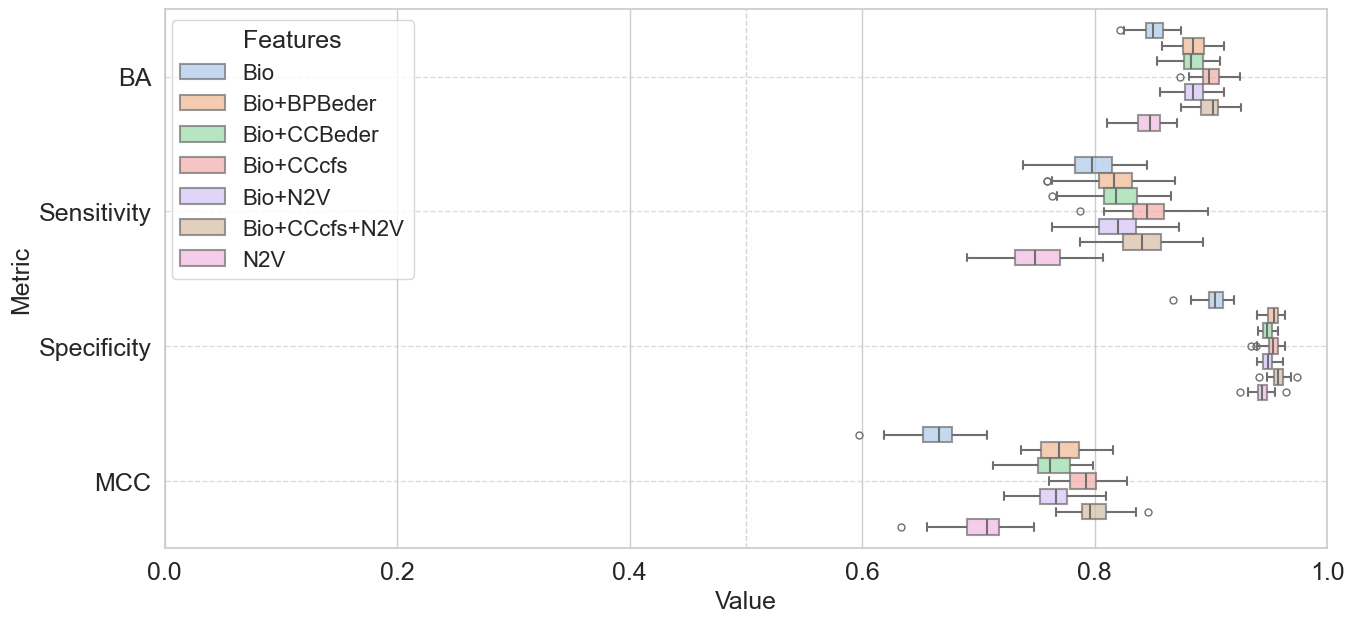 Features
Bio
Bio+BPBeder
Bio+CCBeder
Bio+CCcfs
Bio+N2V
Bio+CCcfs+N2V
N2V
BA
Sensitivity
Specificity
MCC
Metric
0.0 0.2 0.4 0.6 0.8 1.0
Value